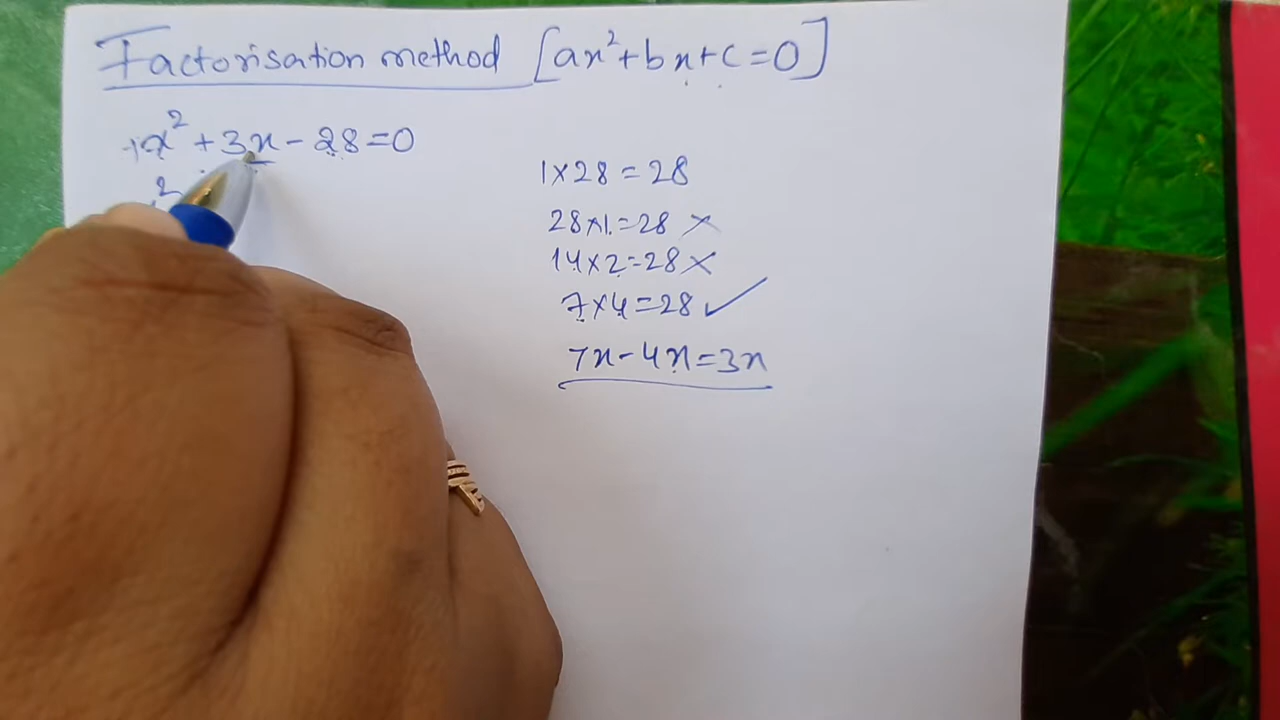 Factorisation method [ax²+bx+c=0]
1x² + 3x - 28 = 0
x²
1×28 = 28
28×1 = 28 ×
14×2 = 28 ×
7×4 = 28 ✓
7x - 4x = 3x